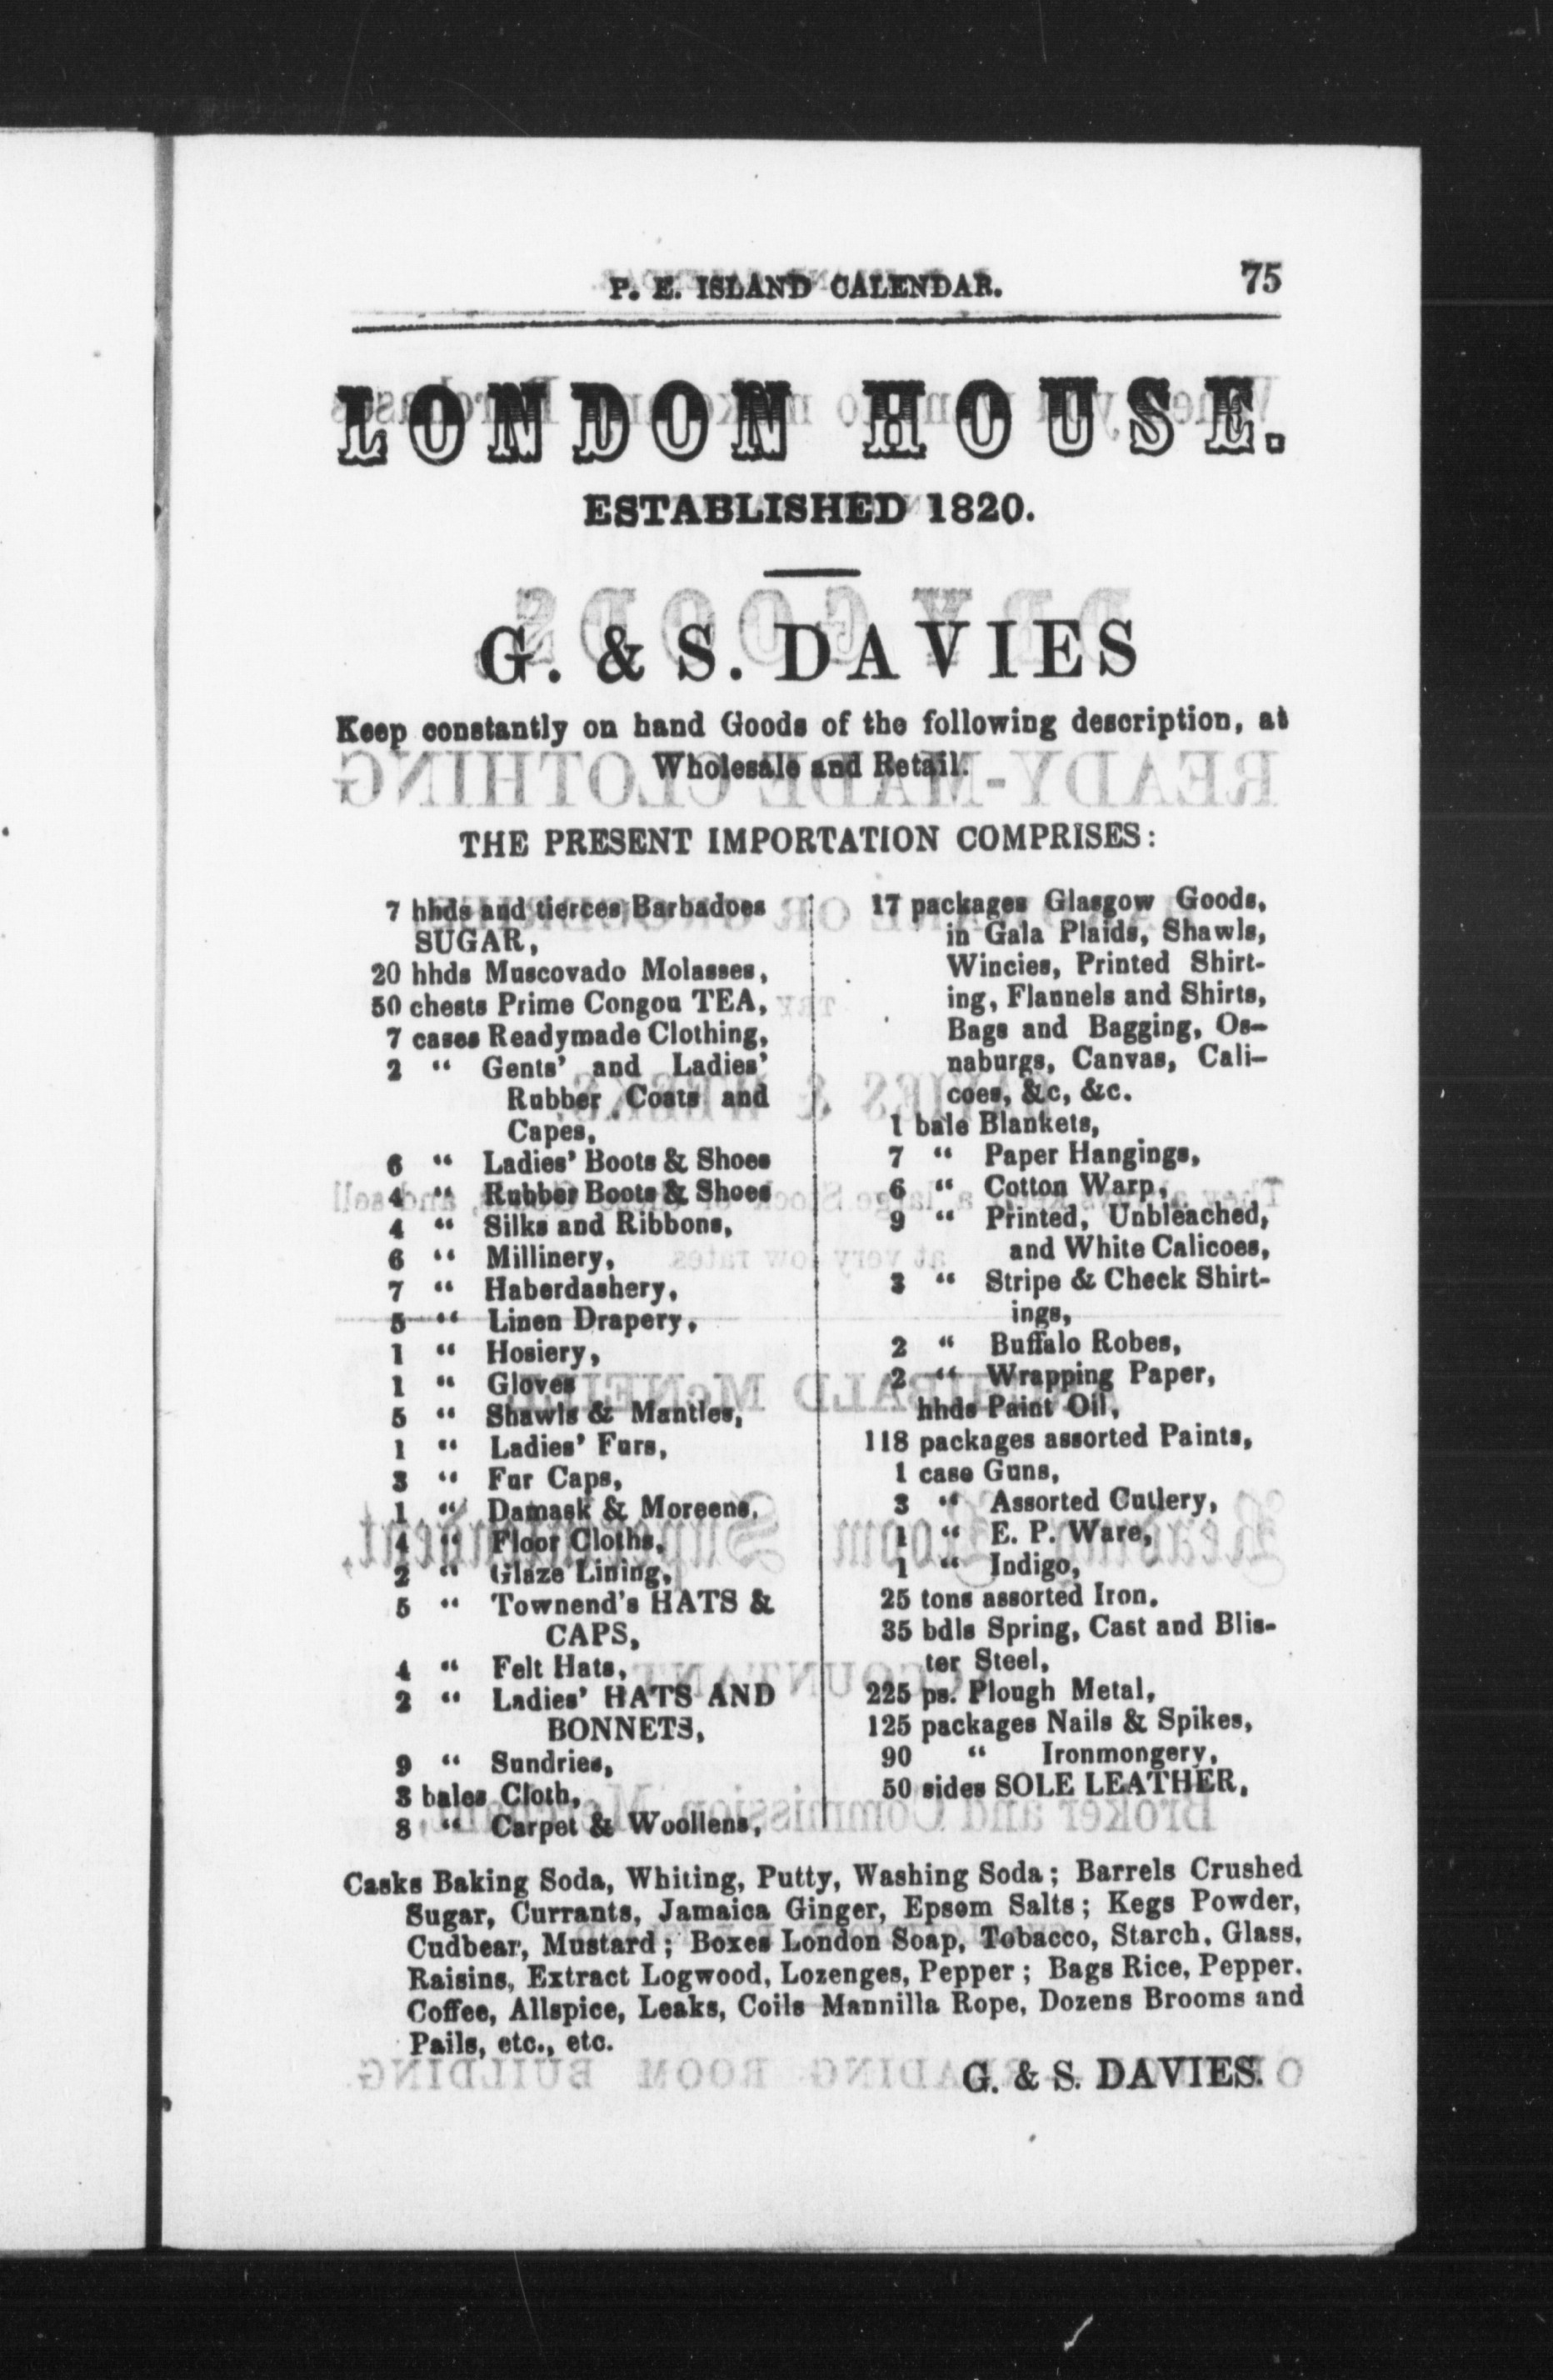 P. E. ISLAND CALENDAR. 75
LONDON HOUSE.
ESTABLISHED 1820.
G. & S. DAVIES
Keep constantly on hand Goods of the following description, at
Wholesale and Retail.
THE PRESENT IMPORTATION COMPRISES:
7 hhds and tierces Barbadoes
SUGAR,
20 hhds Muscovado Molasses,
50 chests Prime Congou TEA,
7 cases Readymade Clothing,
2 “ Gents' and Ladies'
Rubber Coats and
Capes,
6 “ Ladies' Boots & Shoes
4 “ Rubber Boots & Shoes
4 “ Silks and Ribbons,
6 “ Millinery,
7 “ Haberdashery,
5 “ Linen Drapery,
1 “ Hosiery,
1 “ Gloves
5 “ Shawls & Mantles,
1 “ Ladies' Furs,
3 “ Fur Caps,
1 “ Damask & Moreens,
4 “ Floor Cloths,
2 “ Glaze Lining,
5 “ Townend's HATS &
CAPS,
4 “ Felt Hats,
2 “ Ladies' HATS AND
BONNETS,
9 “ Sundries,
3 bales Cloth,
8 “ Carpet & Woollens,
17 packages Glasgow Goods,
in Gala Plaids, Shawls,
Wincies, Printed Shirt-
ing, Flannels and Shirts,
Bags and Bagging, Os-
naburgs, Canvas, Cali-
coes, &c, &c.
1 bale Blankets,
7 “ Paper Hangings,
6 “ Cotton Warp,
9 “ Printed, Unbleached,
and White Calicoes,
3 “ Stripe & Check Shirt-
ings,
2 “ Buffalo Robes,
2 “ Wrapping Paper,
hhds Paint Oil,
118 packages assorted Paints,
1 case Guns,
3 “ Assorted Cutlery,
1 “ E. P. Ware,
1 “ Indigo,
25 tons assorted Iron.
35 bdls Spring, Cast and Blis-
ter Steel,
225 ps. Plough Metal,
125 packages Nails & Spikes,
90 “ Ironmongery,
50 sides SOLE LEATHER,
Casks Baking Soda, Whiting, Putty, Washing Soda; Barrels Crushed
Sugar, Currants, Jamaica Ginger, Epsom Salts; Kegs Powder,
Cudbear, Mustard; Boxes London Soap, Tobacco, Starch, Glass,
Raisins, Extract Logwood, Lozenges, Pepper; Bags Rice, Pepper.
Coffee, Allspice, Leaks, Coils Mannilla Rope, Dozens Brooms and
Pails, etc., etc.
G. & S. DAVIES.